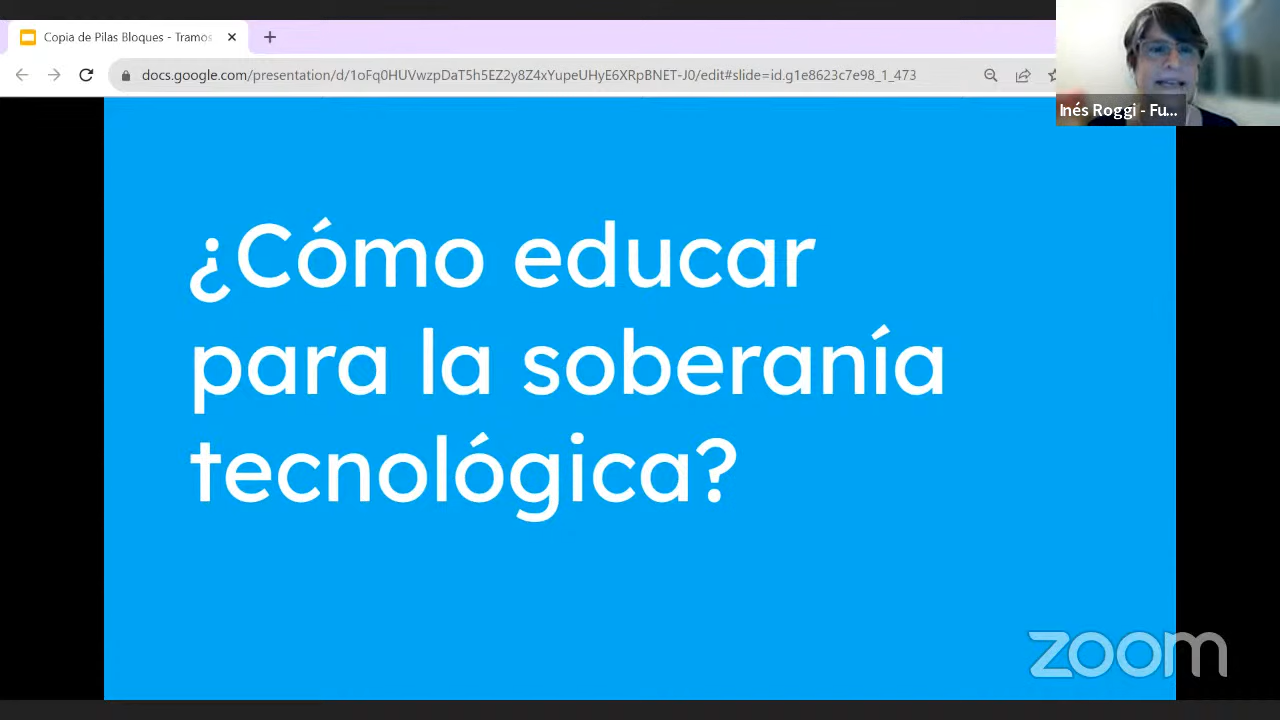 Copia de Pilas Bloques - Tramos
docs.google.com/presentation/d/1oFq0HUVwzpDaT5h5EZ2y8Z4xYupeUHyE6XRpBNET-J0/edit#slide=id.g1e8623c7e98_1_473
Inés Roggi - Fu...
¿Cómo educar
para la soberanía
tecnológica?
zoom